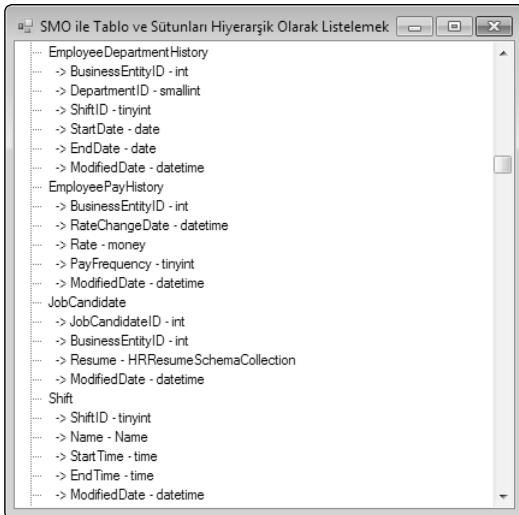 SMO ile Tablo ve Sütunları Hiyerarşik Olarak Listelemek
EmployeeDepartmentHistory
-> BusinessEntityID - int
-> DepartmentID - smallint
-> ShiftID - tinyint
-> StartDate - date
-> EndDate - date
-> ModifiedDate - datetime
EmployeePayHistory
-> BusinessEntityID - int
-> RateChangeDate - datetime
-> Rate - money
-> PayFrequency - tinyint
-> ModifiedDate - datetime
JobCandidate
-> JobCandidateID - int
-> BusinessEntityID - int
-> Resume - HRResumeSchemaCollection
-> ModifiedDate - datetime
Shift
-> ShiftID - tinyint
-> Name - Name
-> StartTime - time
-> EndTime - time
-> ModifiedDate - datetime